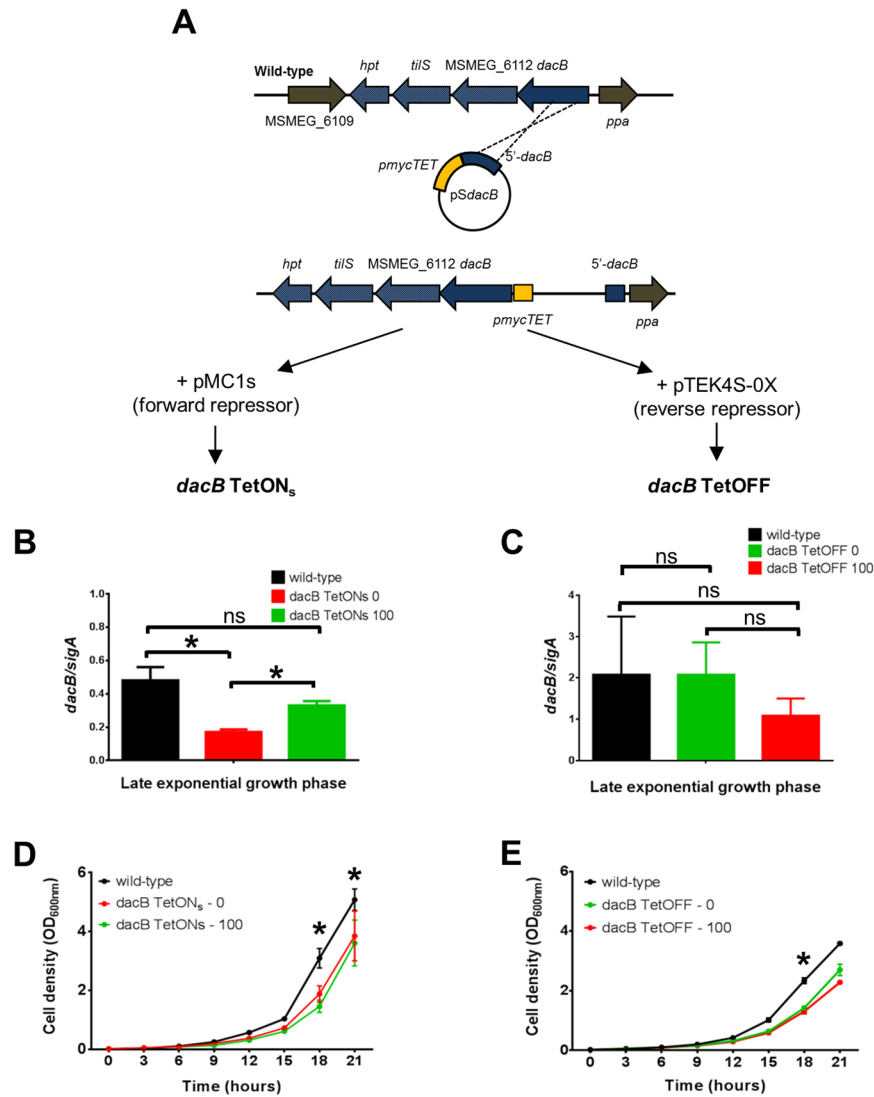 A
Wild-type
hpt
tilS
MSMEG_6112 dacB
MSMEG_6109
ppa
pmycTET
5'-dacB
pSdacB
hpt
tilS
MSMEG_6112 dacB
5'-dacB
pmycTET
ppa
+ pMC1s
(forward repressor)
+ pTEK4S-0X
(reverse repressor)
dacB TetONs
dacB TetOFF
B
wild-type
dacB TetONs 0
dacB TetONs 100
1.0
0.8
0.6
0.4
0.2
0.0
dacB/sigA
ns
*
*
Late exponential growth phase
C
wild-type
dacB TetOFF 0
dacB TetOFF 100
4
3
2
1
0
dacB/sigA
ns
ns
ns
Late exponential growth phase
D
wild-type
dacB TetONs - 0
dacB TetONs - 100
6
4
2
0
Cell density (OD600nm)
*
*
0 3 6 9 12 15 18 21
Time (hours)
E
wild-type
dacB TetOFF - 0
dacB TetOFF - 100
6
4
2
0
Cell density (OD600nm)
*
0 3 6 9 12 15 18 21
Time (hours)